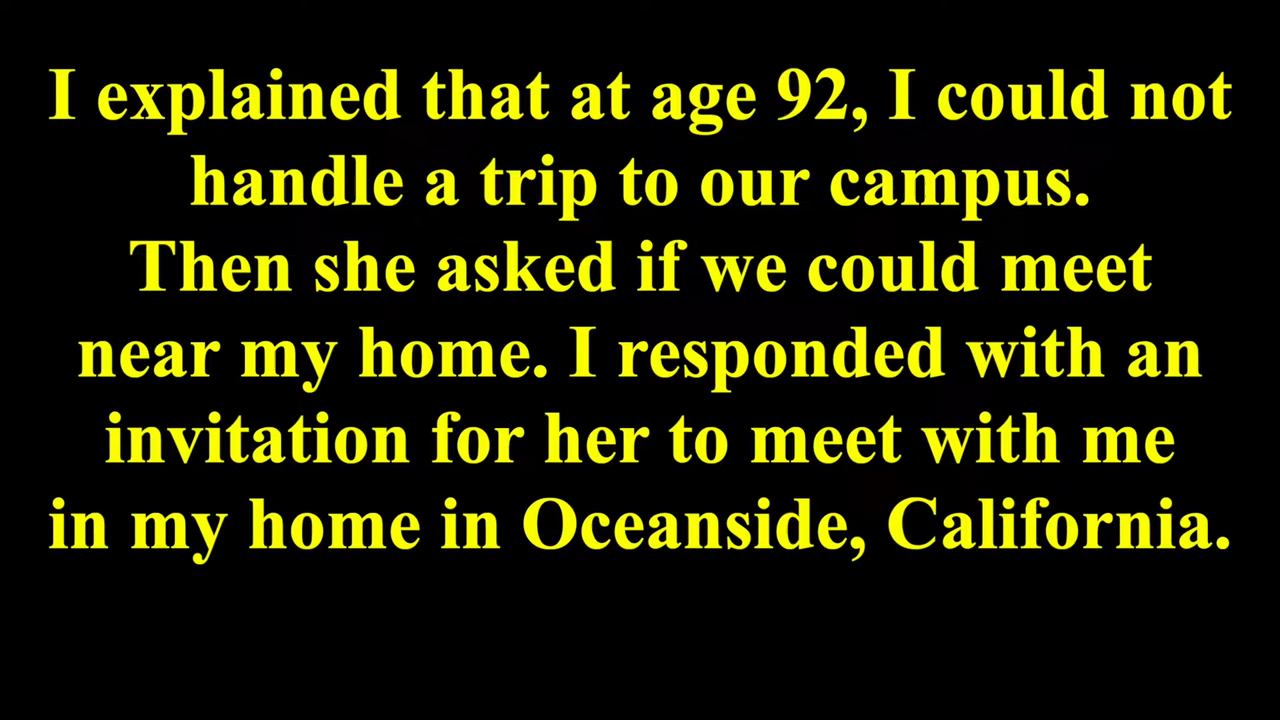 I explained that at age 92, I could not
handle a trip to our campus.
Then she asked if we could meet
near my home. I responded with an
invitation for her to meet with me
in my home in Oceanside, California.